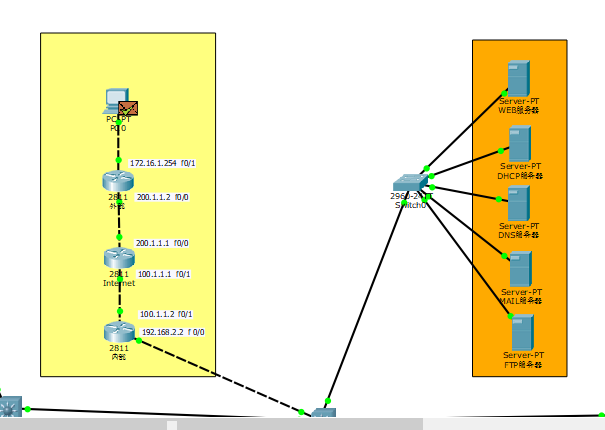 PC-PT
PC0
172.16.1.254 f0/1
2811
外部
200.1.1.2 f0/0
200.1.1.1 f0/0
2811
Internet
100.1.1.1 f0/1
100.1.1.2 f0/1
192.168.2.2 f0/0
2811
内部
2960-24TT
Switch0
Server-PT
WEB服务器
Server-PT
DHCP服务器
Server-PT
DNS服务器
Server-PT
MAIL服务器
Server-PT
FTP服务器